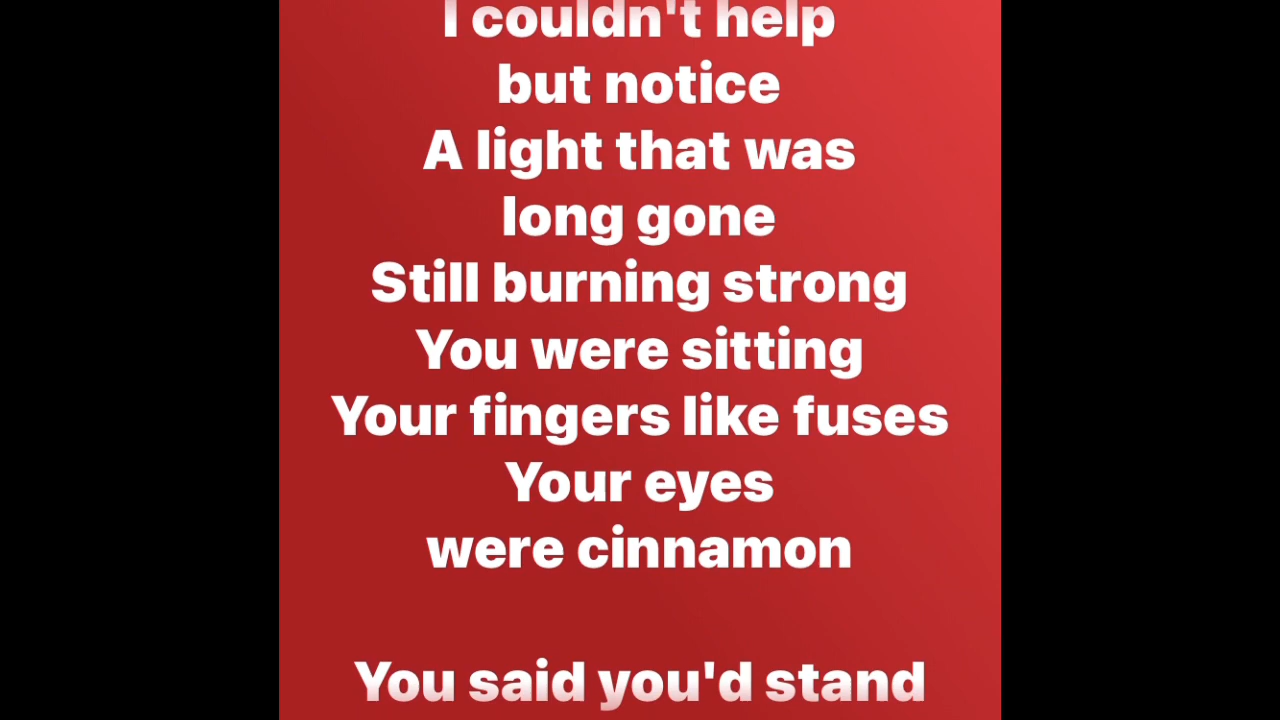 I couldn't help
but notice
A light that was
long gone
Still burning strong
You were sitting
Your fingers like fuses
Your eyes
were cinnamon
You said you'd stand